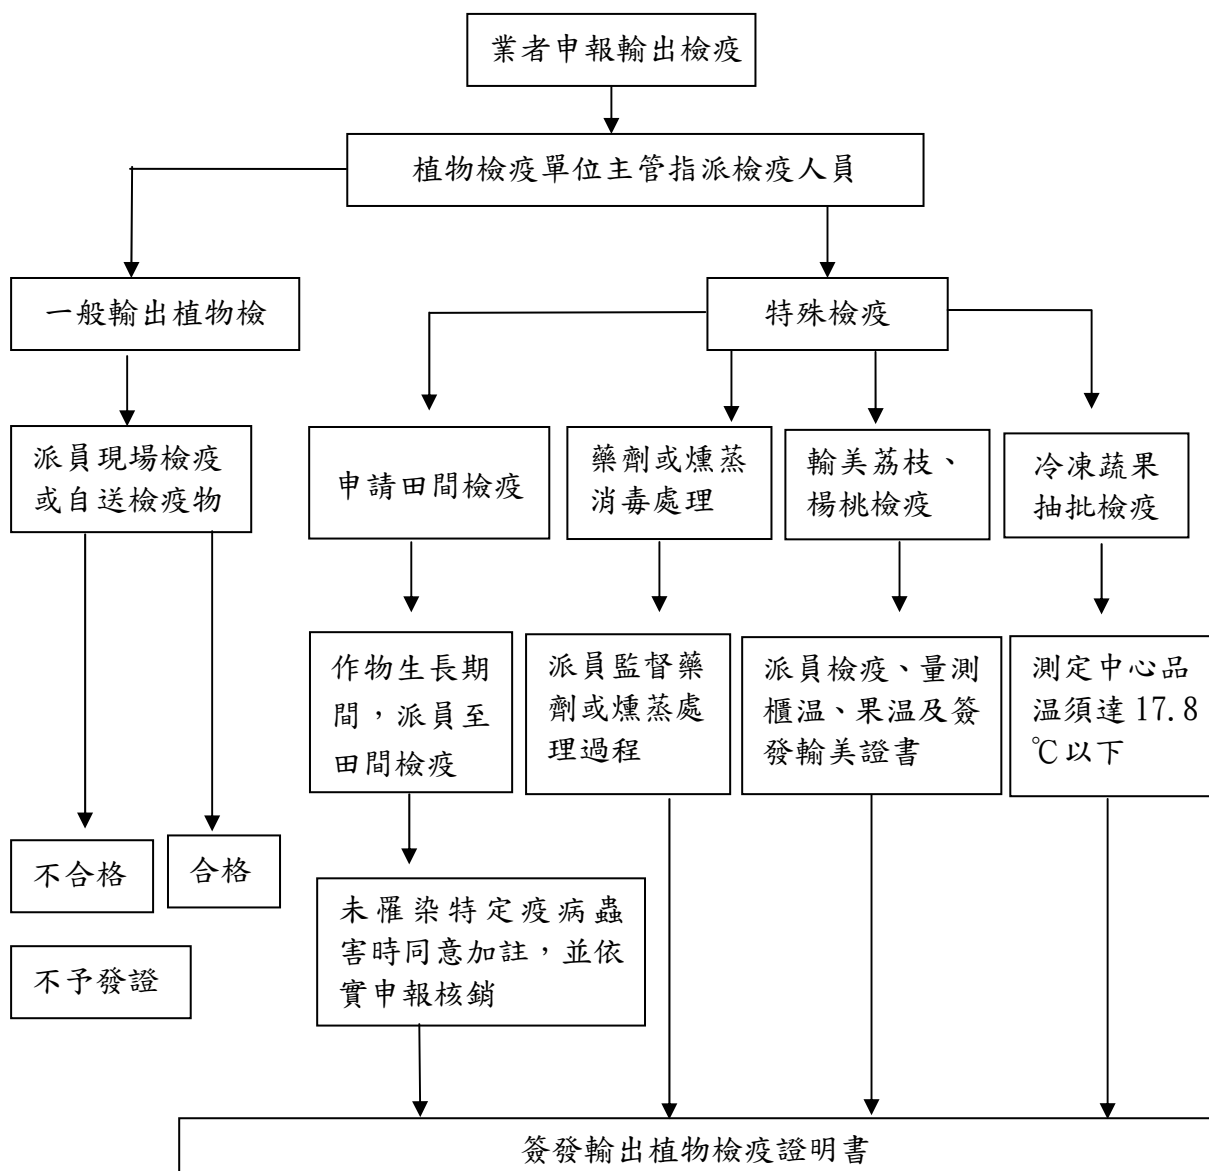 業者申報輸出檢疫
植物檢疫單位主管指派檢疫人員
一般輸出植物檢
特殊檢疫
派員現場檢疫
或自送檢疫物
申請田間檢疫
藥劑或燻蒸
消毒處理
輸美荔枝、
楊桃檢疫
冷凍蔬果
抽批檢疫
作物生長期
間，派員至
田間檢疫
派員監督藥
劑或燻蒸處
理過程
派員檢疫、量測
櫃温、果温及簽
發輸美證書
測定中心品
温須達 17.8
℃以下
不合格
合格
未罹染特定疫病蟲
害時同意加註，並依
實申報核銷
不予發證
簽發輸出植物檢疫證明書